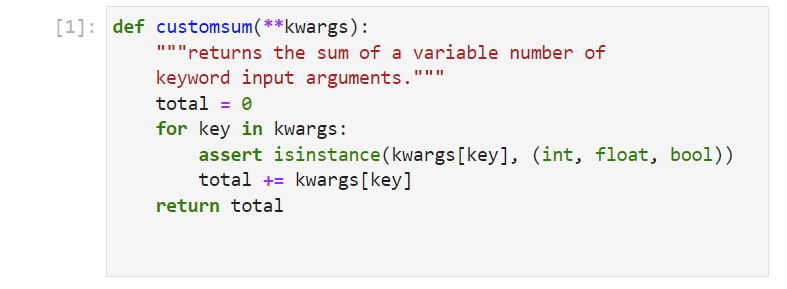 [1]: def customsum(**kwargs):
    """returns the sum of a variable number of
    keyword input arguments."""
    total = 0
    for key in kwargs:
        assert isinstance(kwargs[key], (int, float, bool))
        total += kwargs[key]
    return total